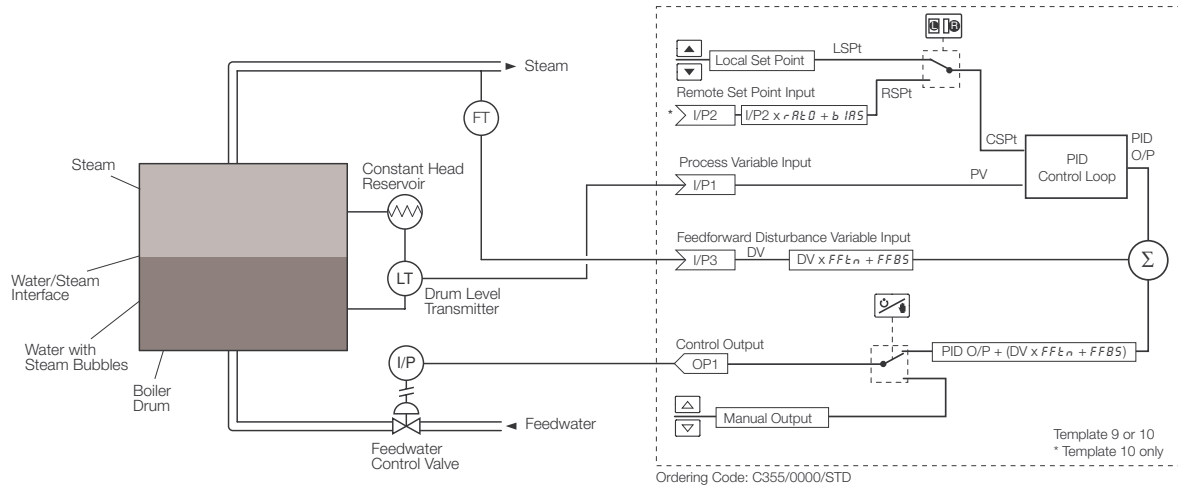 Steam
FT
Steam
Constant Head
Reservoir
Water/Steam
Interface
LT
Drum Level
Transmitter
Water with
Steam Bubbles
Boiler
Drum
I/P
Feedwater
Feedwater
Control Valve
L R
Local Set Point
LSPt
Remote Set Point Input
RSPt
* I/P2
I/P2 x rAtO + bIAS
CSPt
PID
O/P
PID
Control Loop
Process Variable Input
I/P1
PV
Feedforward Disturbance Variable Input
I/P3
DV
DV x FFtn + FFBS
Σ
Control Output
OP1
PID O/P + (DV x FFtn + FFBS)
Manual Output
Template 9 or 10
* Template 10 only
Ordering Code: C355/0000/STD